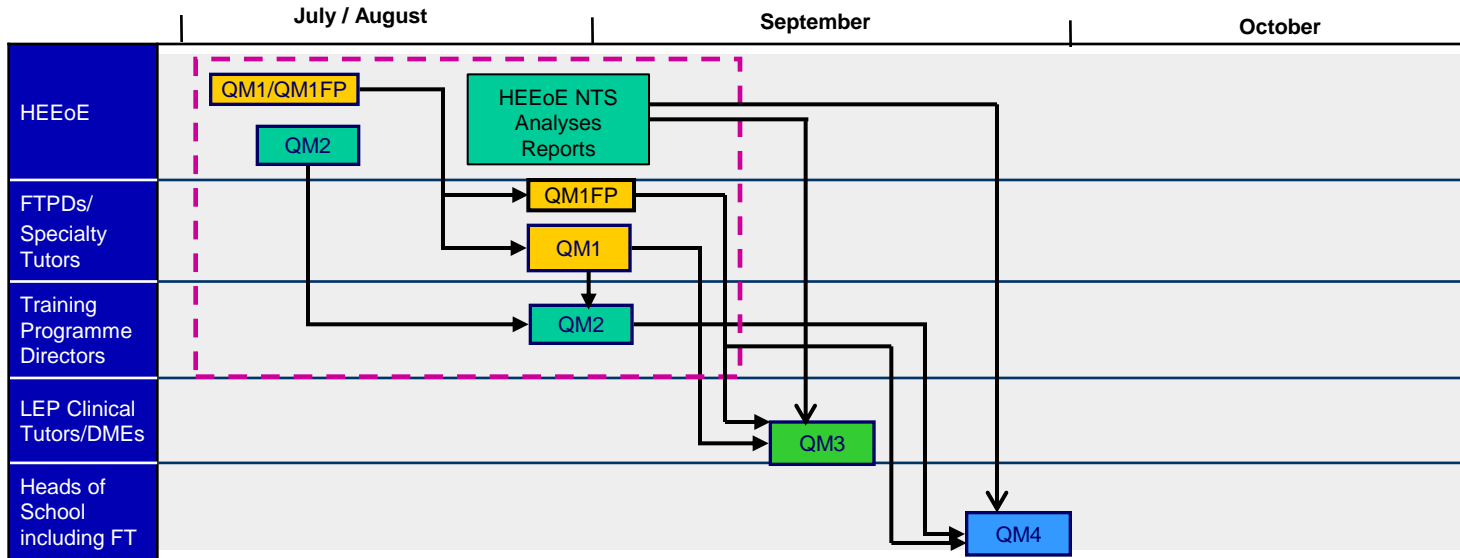 July / August
September
October
HEEoE
QM1/QM1FP
HEEoE NTS
Analyses
Reports
QM2
FTPDs/
Specialty
Tutors
QM1FP
QM1
Training
Programme
Directors
QM2
LEP Clinical
Tutors/DMEs
QM3
Heads of
School
including FT
QM4